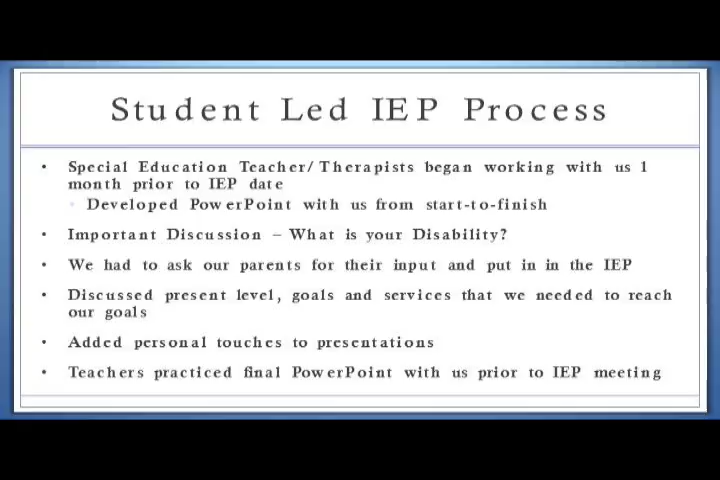 Student Led IEP Process
• Special Education Teacher/Therapists began working with us 1
month prior to IEP date
▫ Developed PowerPoint with us from start-to-finish
• Important Discussion – What is your Disability?
• We had to ask our parents for their input and put in in the IEP
• Discussed present level, goals and services that we needed to reach
our goals
• Added personal touches to presentations
• Teachers practiced final PowerPoint with us prior to IEP meeting